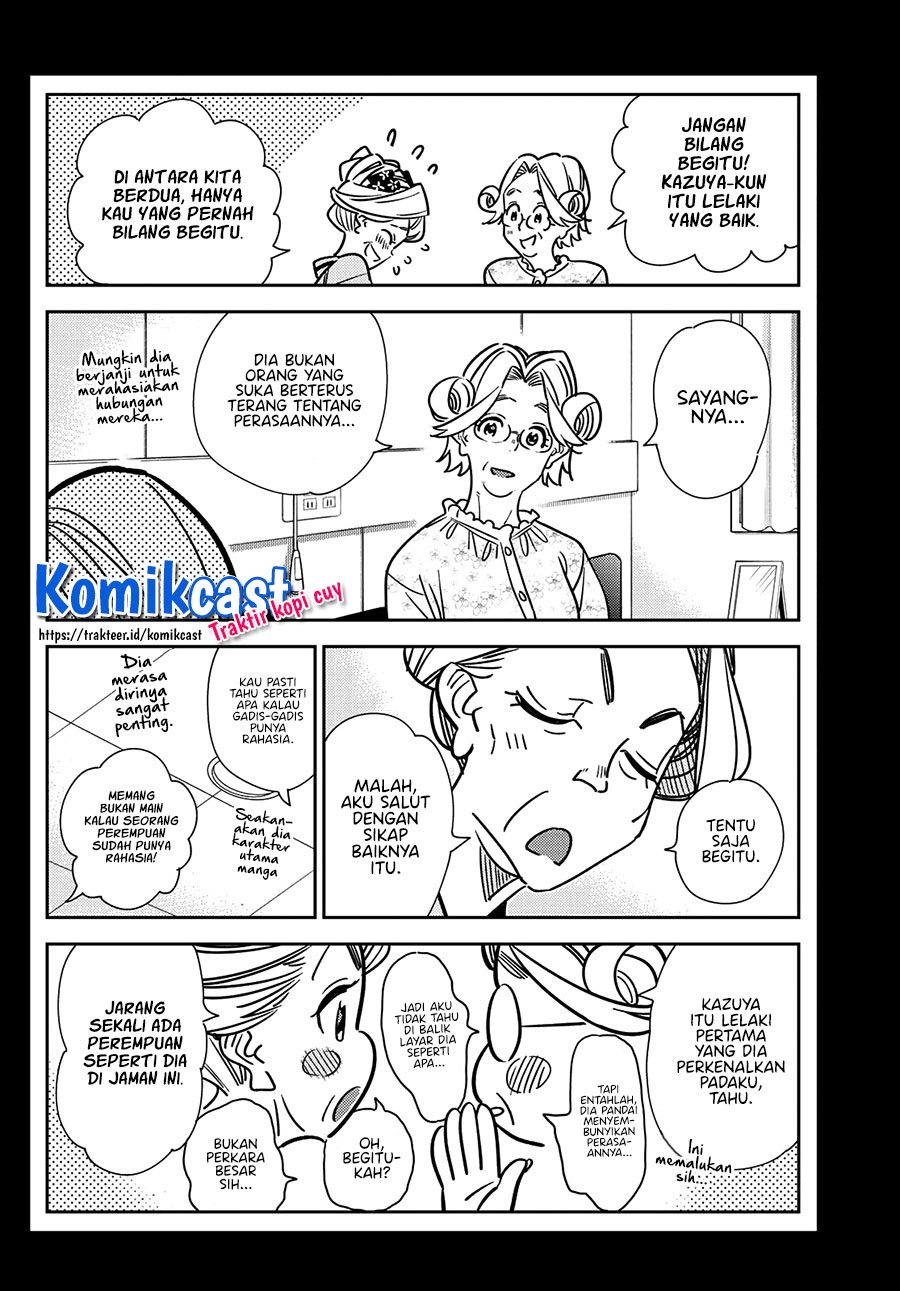 JANGAN
BILANG
BEGITU!
KAZUYA-KUN
ITU LELAKI
YANG BAIK.
DI ANTARA KITA
BERDUA, HANYA
KAU YANG PERNAH
BILANG BEGITU.
SAYANG-
NYA...
DIA BUKAN
ORANG YANG
SUKA BERTERUS
TERANG TENTANG
PERASAANNYA...
Mungkin dia
berjanji untuk
merahasiakan
hubungan
mereka...
Komikcast
Traktir kopi cuy
https://trakteer.id/komikcast
TENTU
SAJA
BEGITU.
MALAH,
AKU SALUT
DENGAN
SIKAP
BAIKNYA
ITU.
KAU PASTI
TAHU SEPERTI
APA KALAU
GADIS-GADIS
PUNYA
RAHASIA.
Dia
merasa
dirinya
sangat
penting.
Seakan-
akan dia
karakter
utama
manga
MEMANG
BUKAN MAIN
KALAU SEORANG
PEREMPUAN
SUDAH PUNYA
RAHASIA!
KAZUYA
ITU LELAKI
PERTAMA
YANG DIA
PERKENALKAN
PADAKU,
TAHU.
Ini
memalukan
sih...
TAPI
ENTAHLAH,
DIA PANDAI
MENYEM-
BUNYIKAN
PERASA-
ANNYA...
JADI AKU
TIDAK TAHU
DI BALIK
LAYAR DIA
SEPERTI
APA...
OH,
BEGITU-
KAH?
JARANG
SEKALI ADA
PEREMPUAN
SEPERTI DIA
DI JAMAN INI.
BUKAN
PERKARA
BESAR
SIH...